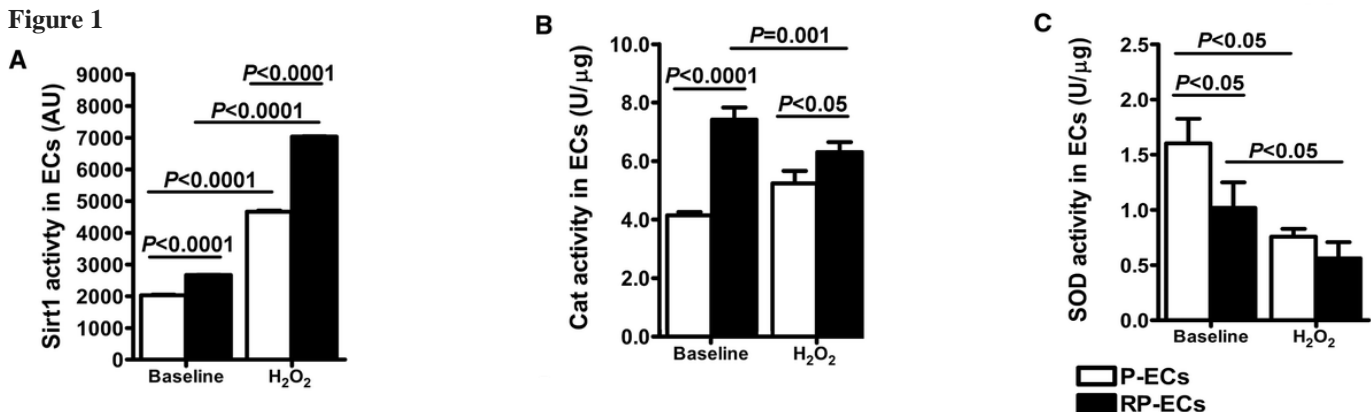 Figure 1
A
Sirt1 activty in ECs (AU)
9000
8000
7000
6000
5000
4000
3000
2000
1000
0
P<0.0001
P<0.0001
P<0.0001
P<0.0001
Baseline
H₂O₂
B
Cat activity in ECs (U/µg)
10.0
8.0
6.0
4.0
2.0
0.0
P=0.001
P<0.0001
P<0.05
Baseline
H₂O₂
C
SOD activity in ECs (U/µg)
2.5
2.0
1.5
1.0
0.5
0.0
P<0.05
P<0.05
P<0.05
Baseline
H₂O₂
P-ECs
RP-ECs